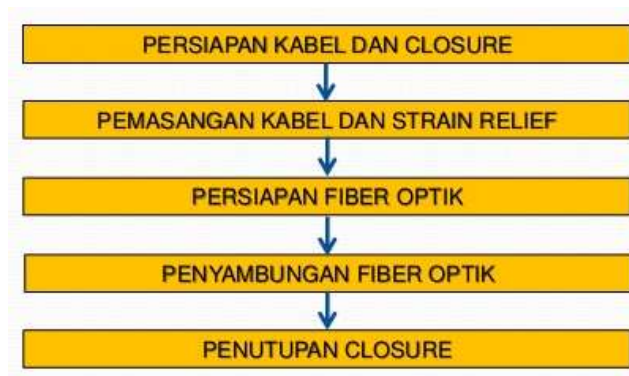 PERSIAPAN KABEL DAN CLOSURE
PEMASANGAN KABEL DAN STRAIN RELIEF
PERSIAPAN FIBER OPTIK
PENYAMBUNGAN FIBER OPTIK
PENUTUPAN CLOSURE